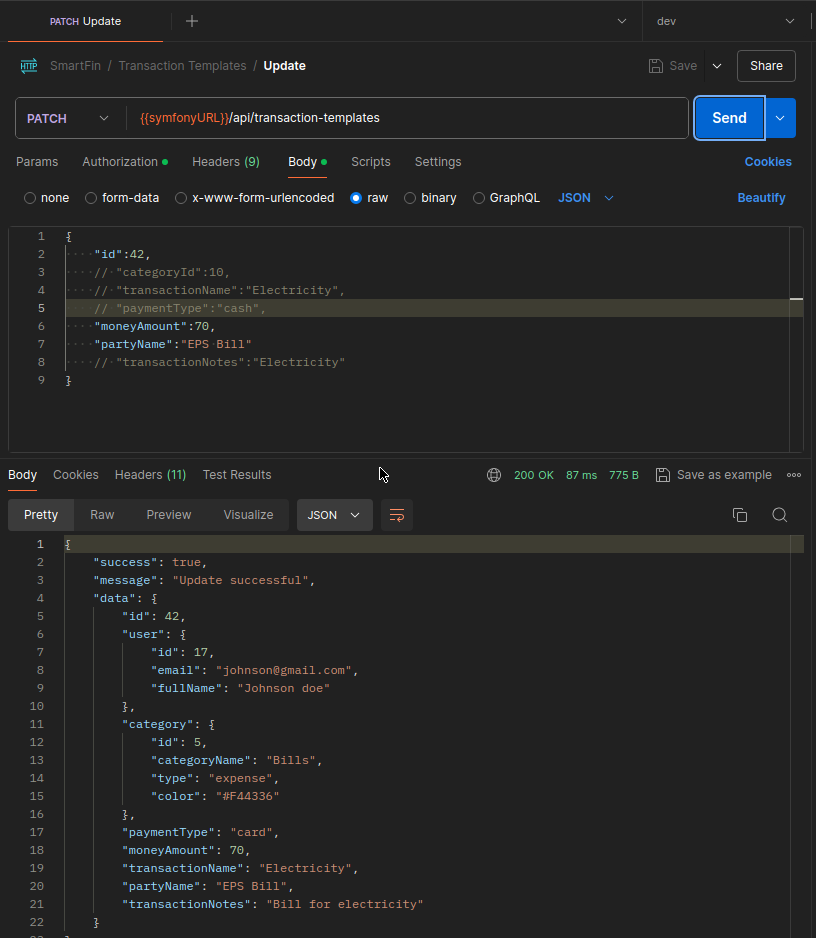 PATCH Update
dev
HTTP SmartFin / Transaction Templates / Update
Save
Share
PATCH
{{symfonyURL}}/api/transaction-templates
Send
Params Authorization Headers (9) Body Scripts Settings Cookies
none form-data x-www-form-urlencoded raw binary GraphQL JSON Beautify
1 {
2 "id":42,
3 // "categoryId":10,
4 // "transactionName":"Electricity",
5 // "paymentType":"cash",
6 "moneyAmount":70,
7 "partyName":"EPS Bill"
8 // "transactionNotes":"Electricity"
9 }
Body Cookies Headers (11) Test Results 200 OK 87 ms 775 B Save as example
Pretty Raw Preview Visualize JSON
1 {
2 "success": true,
3 "message": "Update successful",
4 "data": {
5 "id": 42,
6 "user": {
7 "id": 17,
8 "email": "johnson@gmail.com",
9 "fullName": "Johnson doe"
10 },
11 "category": {
12 "id": 5,
13 "categoryName": "Bills",
14 "type": "expense",
15 "color": "#F44336"
16 },
17 "paymentType": "card",
18 "moneyAmount": 70,
19 "transactionName": "Electricity",
20 "partyName": "EPS Bill",
21 "transactionNotes": "Bill for electricity"
22 }